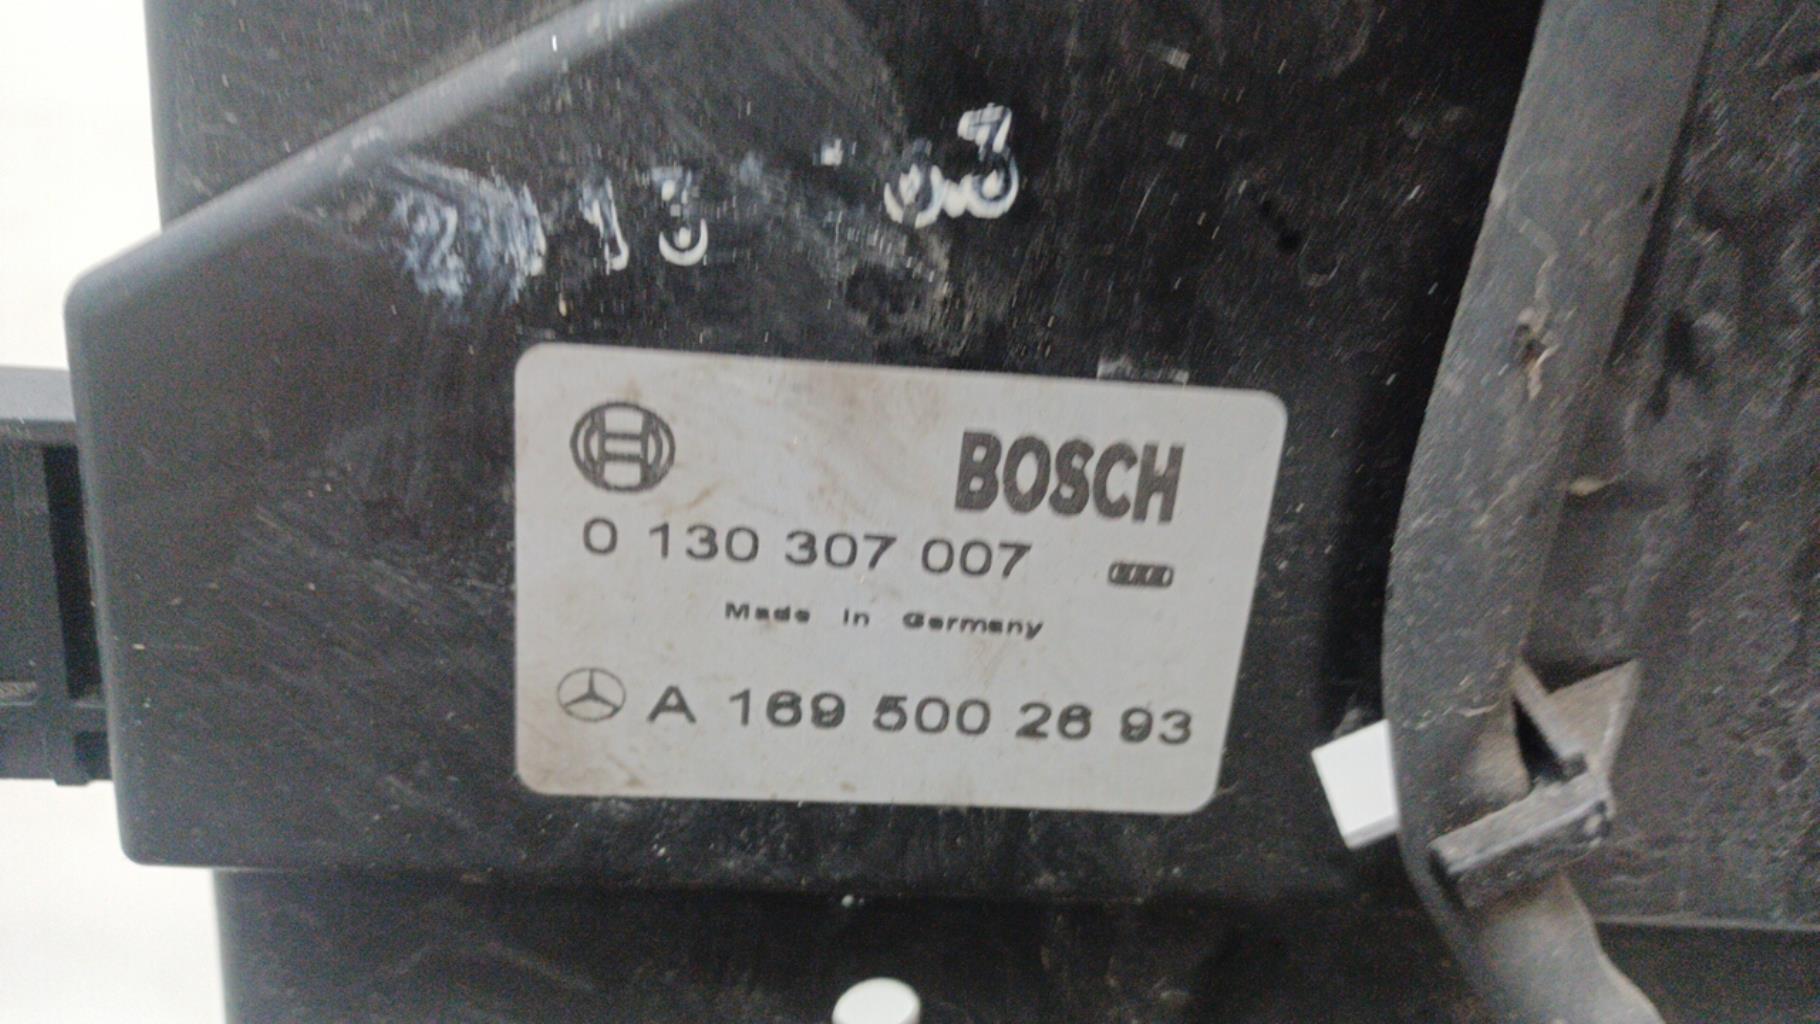 BOSCH
0 130 307 007
Made in Germany
A 169 500 26 93